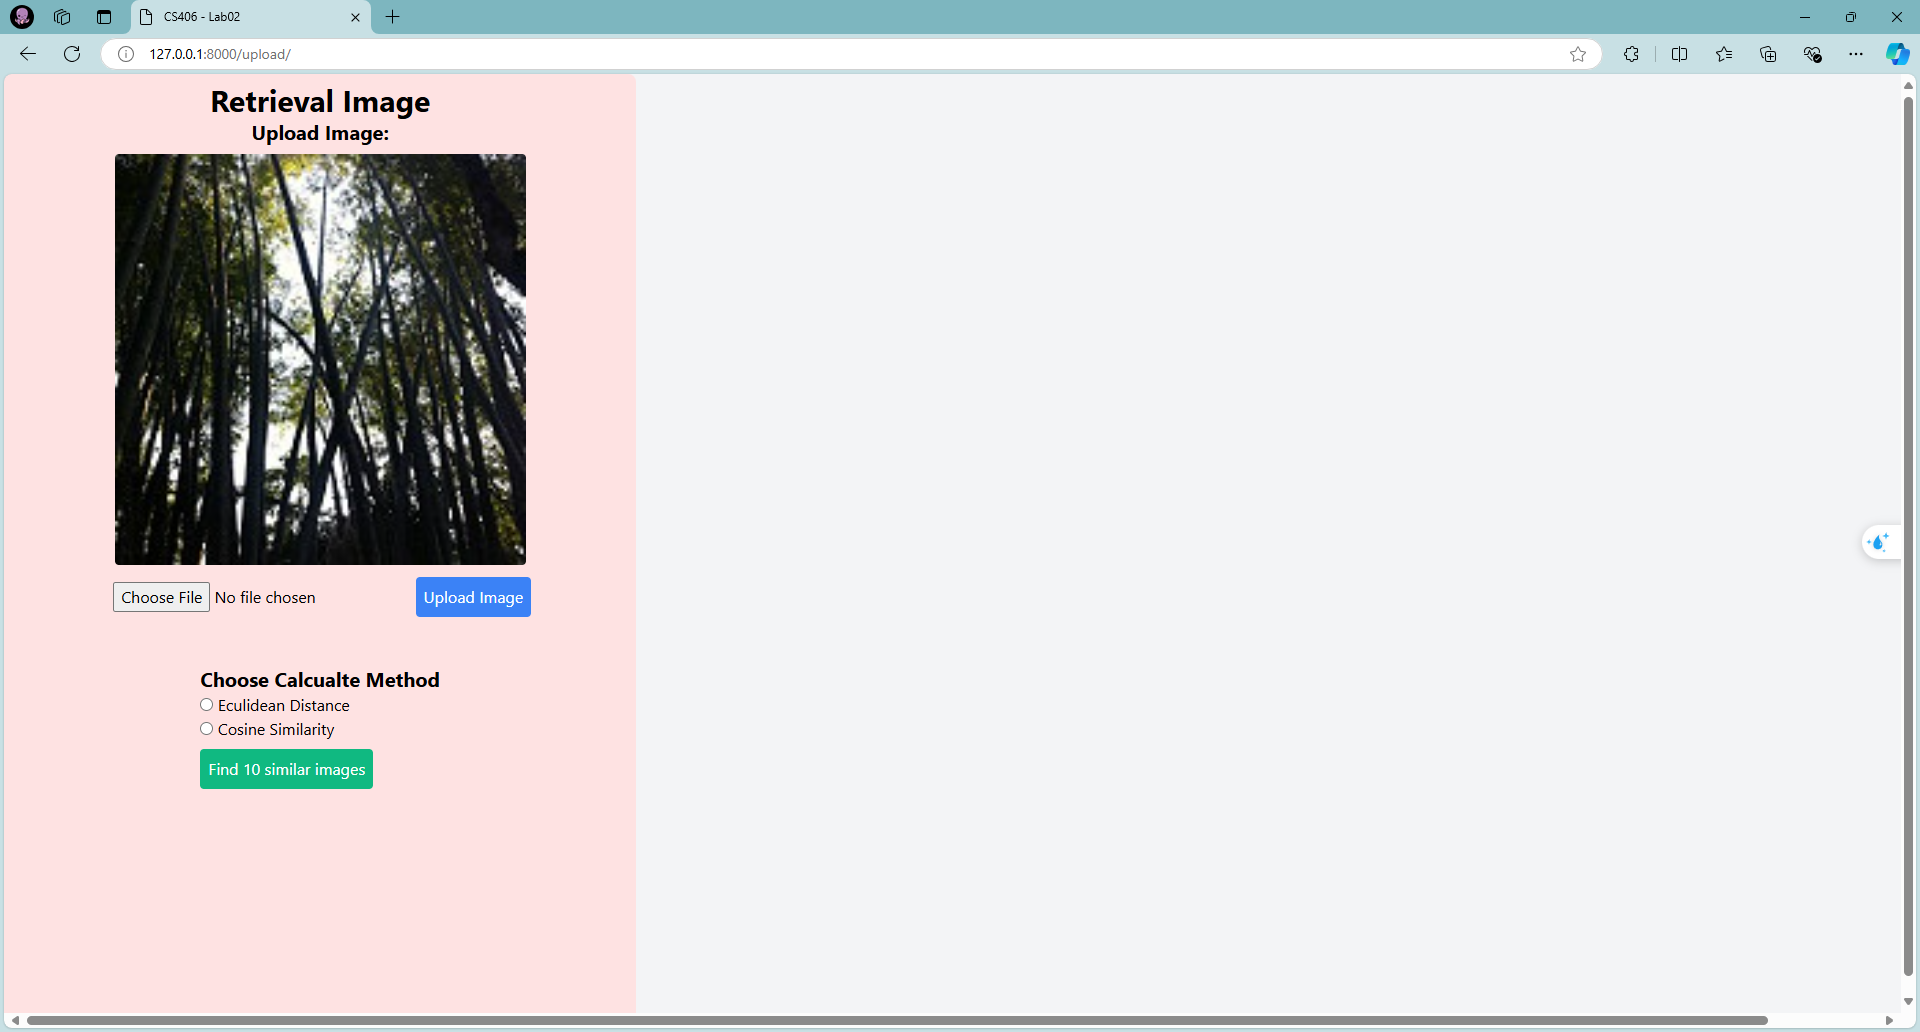 CS406 - Lab02
127.0.0.1:8000/upload/
Retrieval Image
Upload Image:
Choose File No file chosen
Upload Image
Choose Calcualte Method
Eculidean Distance
Cosine Similarity
Find 10 similar images